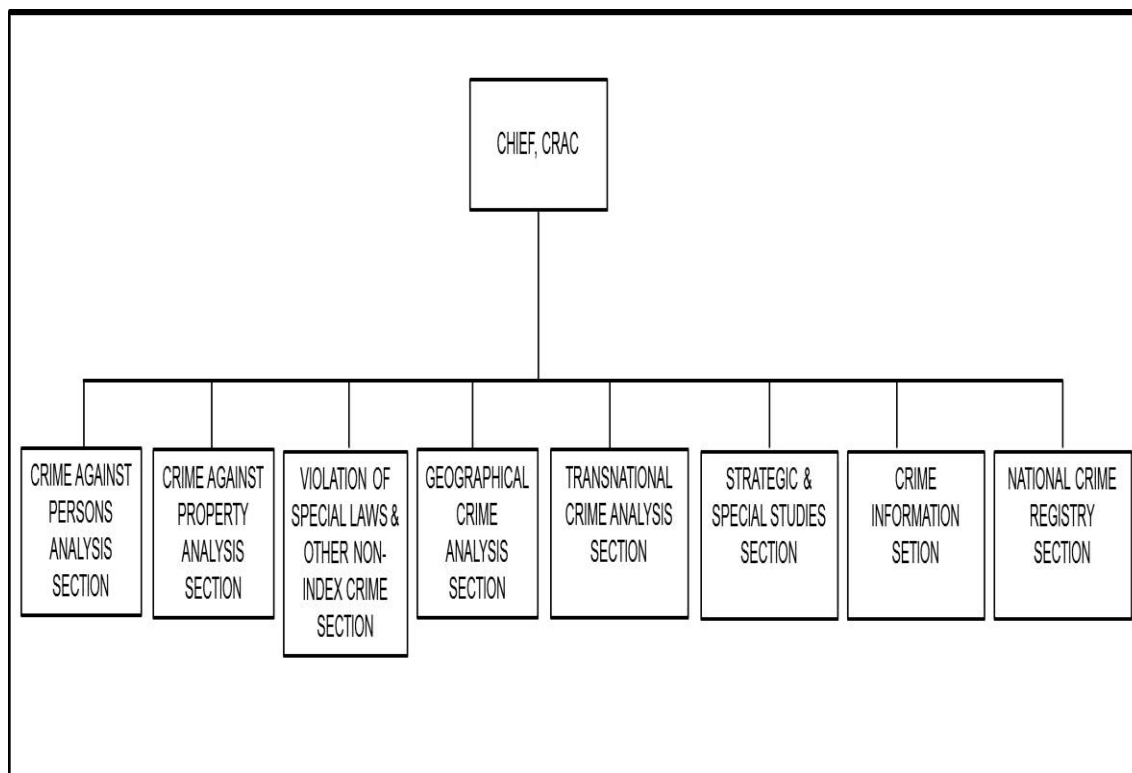 CHIEF, CRAC
CRIME AGAINST
PERSONS
ANALYSIS
SECTION
CRIME AGAINST
PROPERTY
ANALYSIS
SECTION
VIOLATION OF
SPECIAL LAWS &
OTHER NON-
INDEX CRIME
SECTION
GEOGRAPHICAL
CRIME
ANALYSIS
SECTION
TRANSNATIONAL
CRIME ANALYSIS
SECTION
STRATEGIC &
SPECIAL STUDIES
SECTION
CRIME
INFORMATION
SETION
NATIONAL CRIME
REGISTRY
SECTION